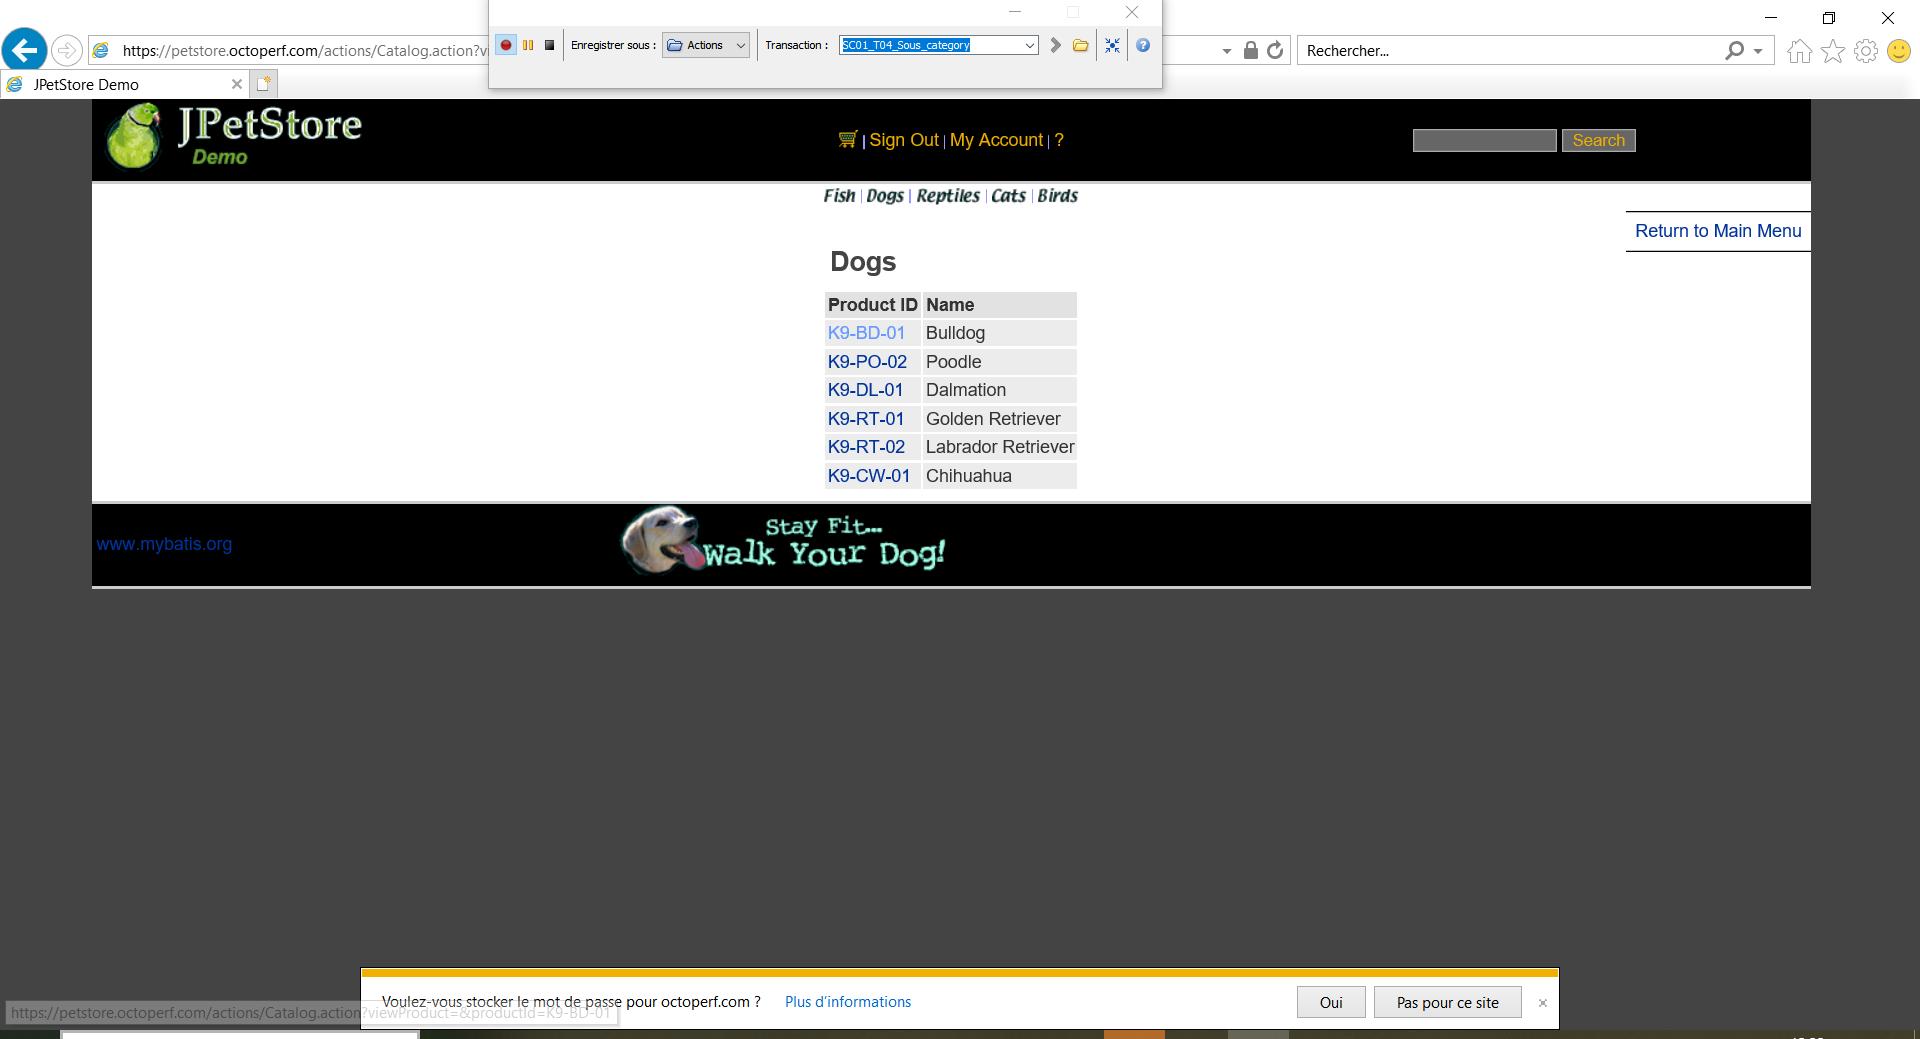 Enregistrer sous : Actions Transaction : SC01_T04_Sous_category
https://petstore.octoperf.com/actions/Catalog.action?v
Rechercher...
JPetStore Demo
JPetStore
Demo
| Sign Out | My Account | ?
Search
Fish | Dogs | Reptiles | Cats | Birds
Return to Main Menu
Dogs
Product ID Name
K9-BD-01 Bulldog
K9-PO-02 Poodle
K9-DL-01 Dalmation
K9-RT-01 Golden Retriever
K9-RT-02 Labrador Retriever
K9-CW-01 Chihuahua
www.mybatis.org
Stay Fit...
Walk Your Dog!
Voulez-vous stocker le mot de passe pour octoperf.com ? Plus d'informations Oui Pas pour ce site
https://petstore.octoperf.com/actions/Catalog.action?viewProduct=&productId=K9-BD-01